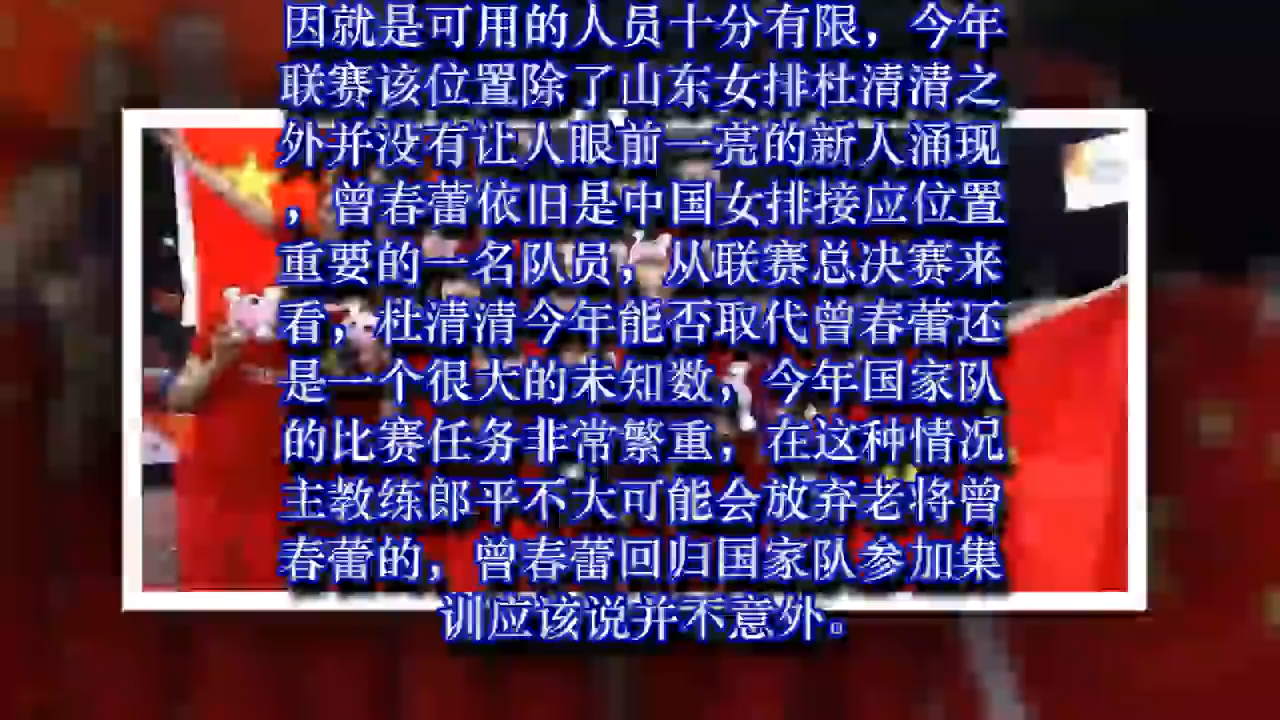 因就是可用的人员十分有限，今年
联赛该位置除了山东女排杜清清之
外并没有让人眼前一亮的新人涌现
，曾春蕾依旧是中国女排接应位置
重要的一名队员，从联赛总决赛来
看，杜清清今年能否取代曾春蕾还
是一个很大的未知数，今年国家队
的比赛任务非常繁重，在这种情况
主教练郎平不大可能会放弃老将曾
春蕾的，曾春蕾回归国家队参加集
训应该说并不意外。